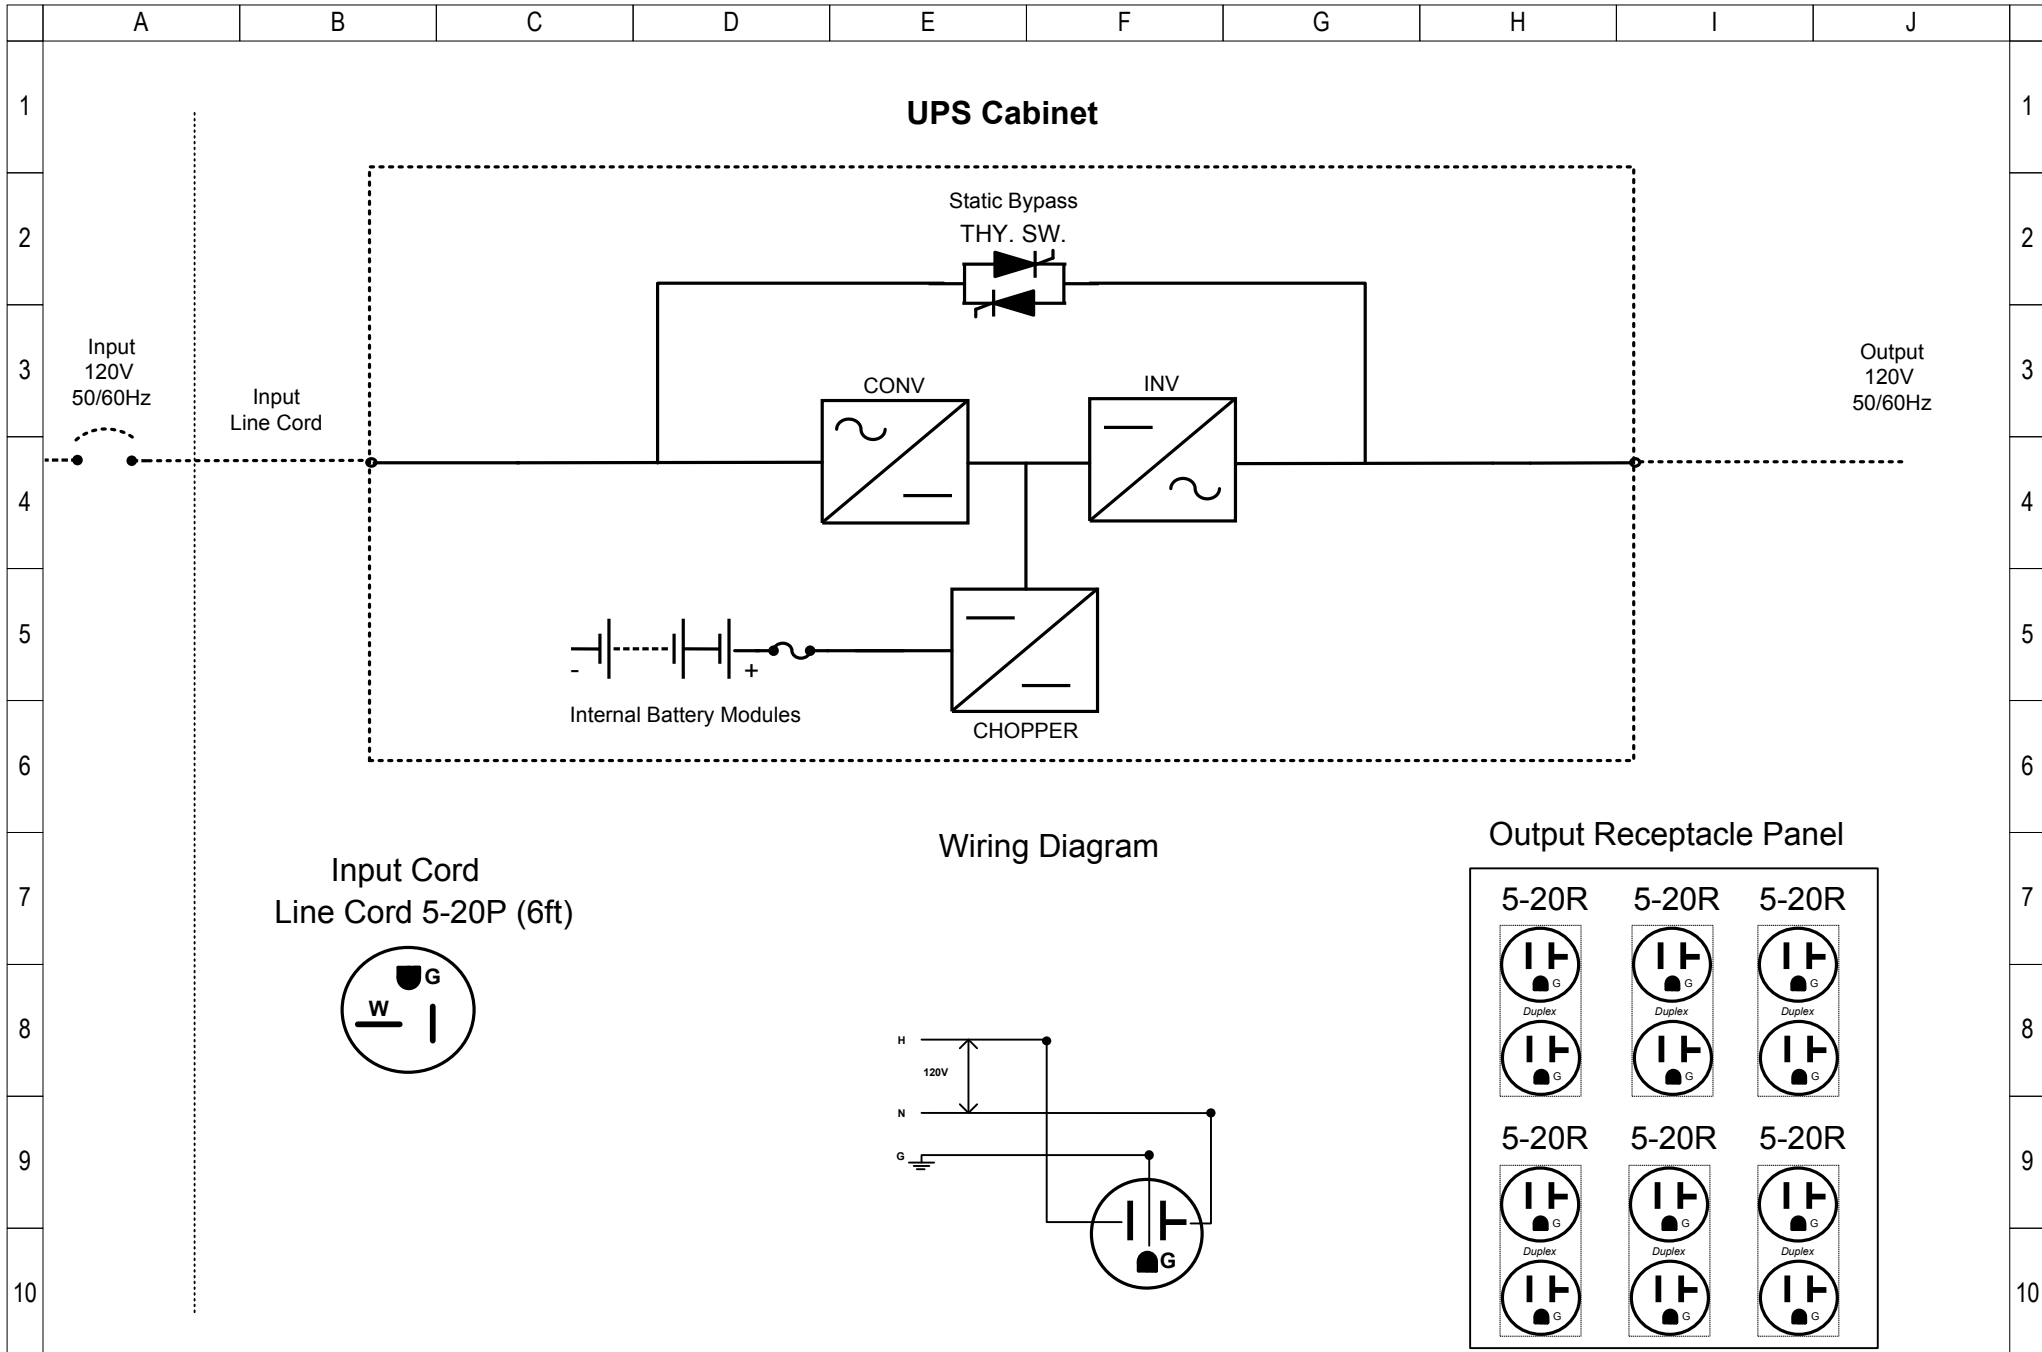 A B C D E F G H I J
1 1
UPS Cabinet
Static Bypass
2 THY. SW. 2
Input
120V
50/60Hz
3 3
Output
120V
50/60Hz
Input
Line Cord
CONV
INV
4 4
5 5
- +
Internal Battery Modules
CHOPPER
6 6
Input Cord
Line Cord 5-20P (6ft)
G
W
Wiring Diagram
H
120V
N
G
G
Output Receptacle Panel
7 7
5-20R 5-20R 5-20R
G G G
Duplex Duplex Duplex
8 8
G G G
5-20R 5-20R 5-20R
9 9
G G G
Duplex Duplex Duplex
10 10
G G G